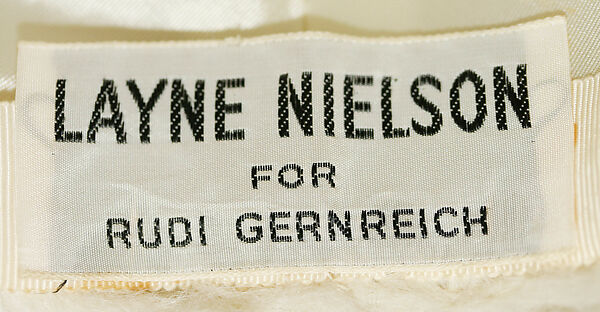 LAYNE NIELSON
FOR
RUDI GERNREICH